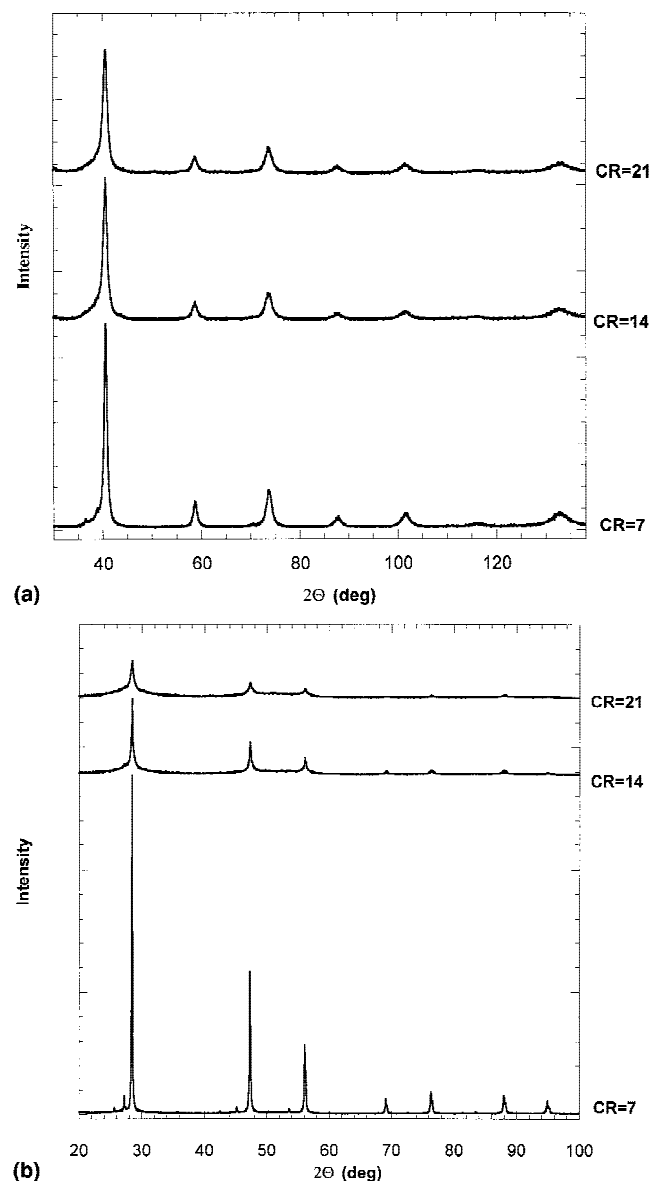 CR=21
Intensity
CR=14
CR=7
40 60 80 100 120
(a) 2Θ (deg)
CR=21
CR=14
Intensity
CR=7
20 30 40 50 60 70 80 90 100
(b) 2Θ (deg)